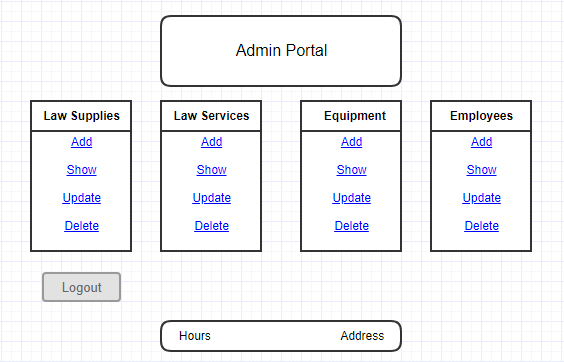 Admin Portal
Law Supplies
Add
Show
Update
Delete
Law Services
Add
Show
Update
Delete
Equipment
Add
Show
Update
Delete
Employees
Add
Show
Update
Delete
Logout
Hours
Address